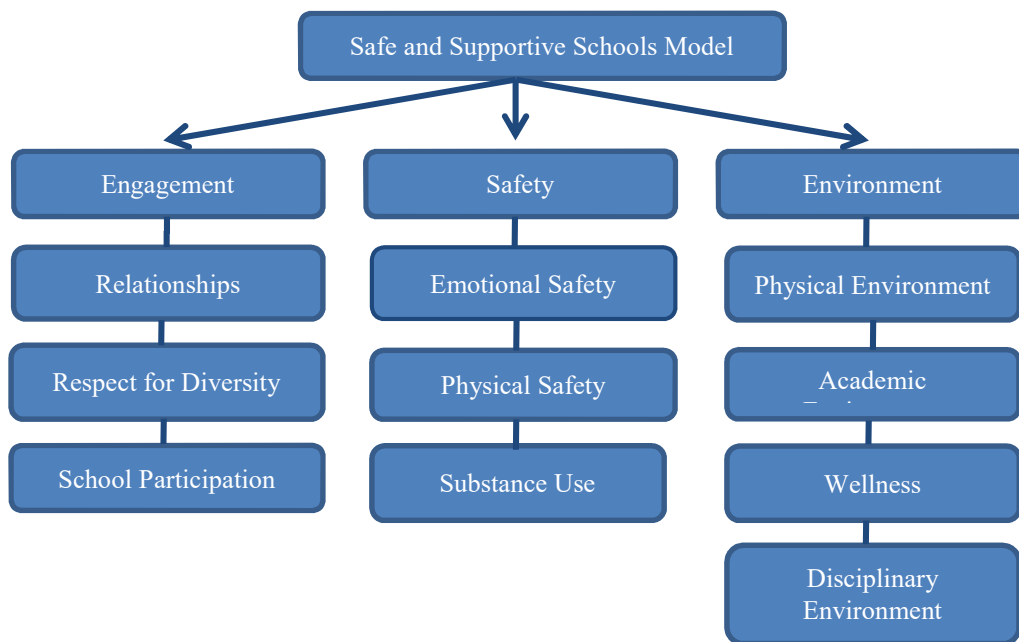 Safe and Supportive Schools Model
Engagement
Safety
Environment
Relationships
Emotional Safety
Physical Environment
Respect for Diversity
Physical Safety
Academic
School Participation
Substance Use
Wellness
Disciplinary
Environment